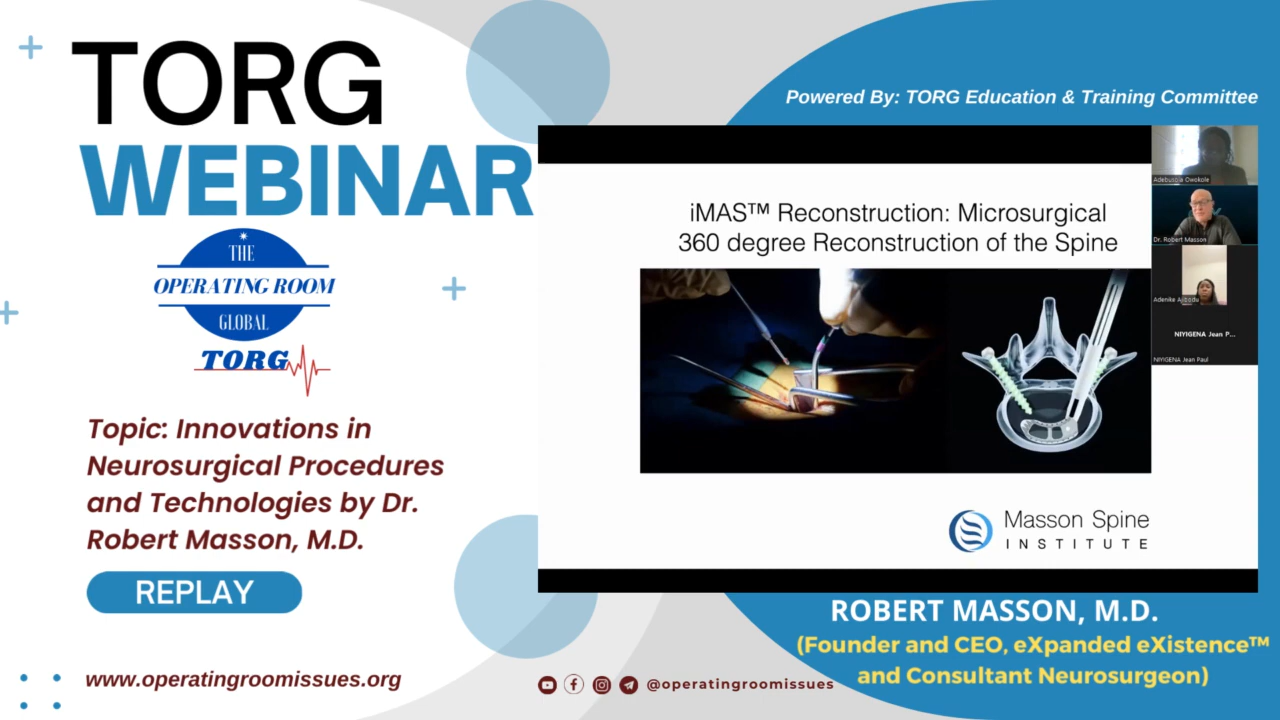 TORG
WEBINAR
THE
OPERATING ROOM
GLOBAL
TORG
Topic: Innovations in
Neurosurgical Procedures
and Technologies by Dr.
Robert Masson, M.D.
REPLAY
www.operatingroomissues.org
@operatingroomissues
Powered By: TORG Education & Training Committee
iMAS™ Reconstruction: Microsurgical
360 degree Reconstruction of the Spine
Masson Spine
INSTITUTE
Adebusola Owokole
Dr. Robert Masson
NIYIGENA Jean P...
NIYIGENA Jean Paul
ROBERT MASSON, M.D.
(Founder and CEO, eXpanded eXistence™
and Consultant Neurosurgeon)